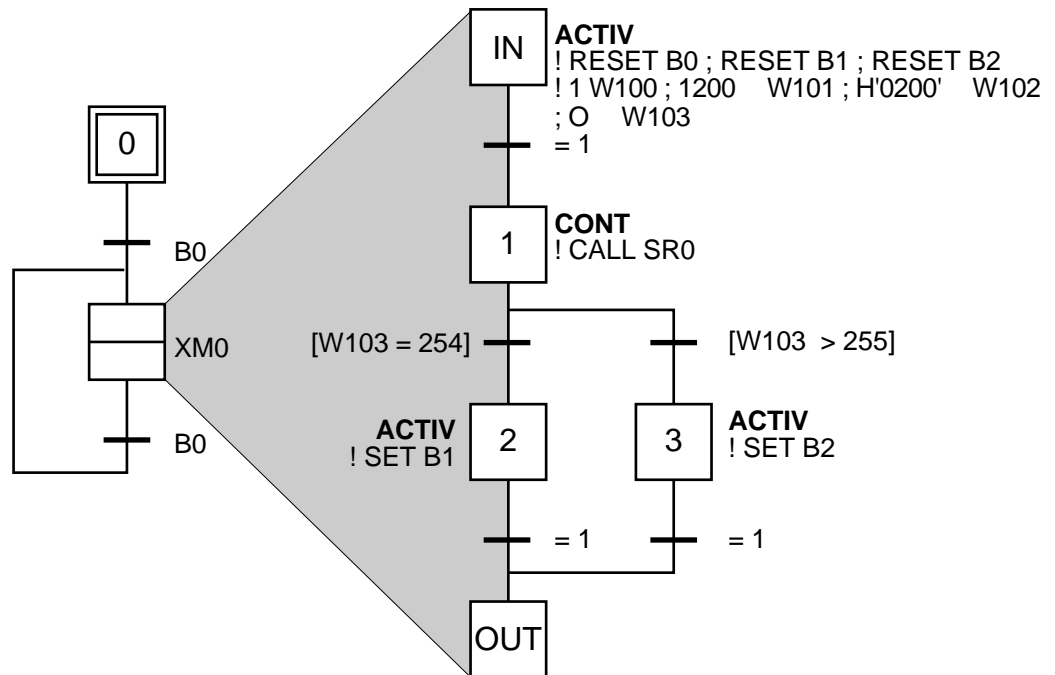 IN
ACTIV
! RESET B0 ; RESET B1 ; RESET B2
! 1 W100 ; 1200 W101 ; H'0200' W102
; O W103
= 1
0
B0
1
CONT
! CALL SR0
XM0
[W103 = 254]
[W103 > 255]
B0
ACTIV
! SET B1
2
3
ACTIV
! SET B2
= 1
= 1
OUT